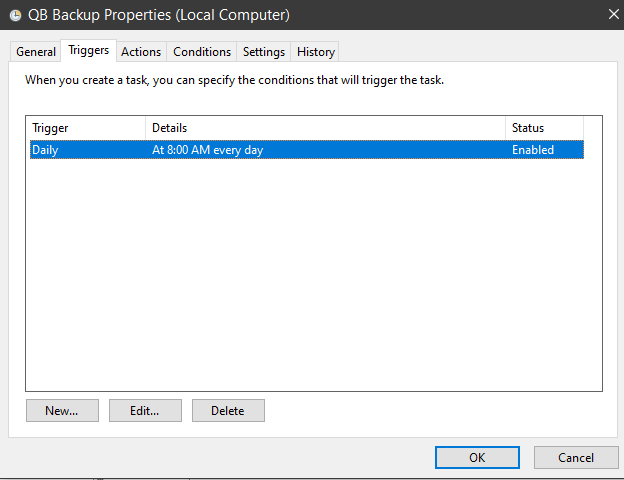 QB Backup Properties (Local Computer)
General Triggers Actions Conditions Settings History
When you create a task, you can specify the conditions that will trigger the task.
Trigger Details Status
Daily At 8:00 AM every day Enabled
New... Edit... Delete
OK Cancel